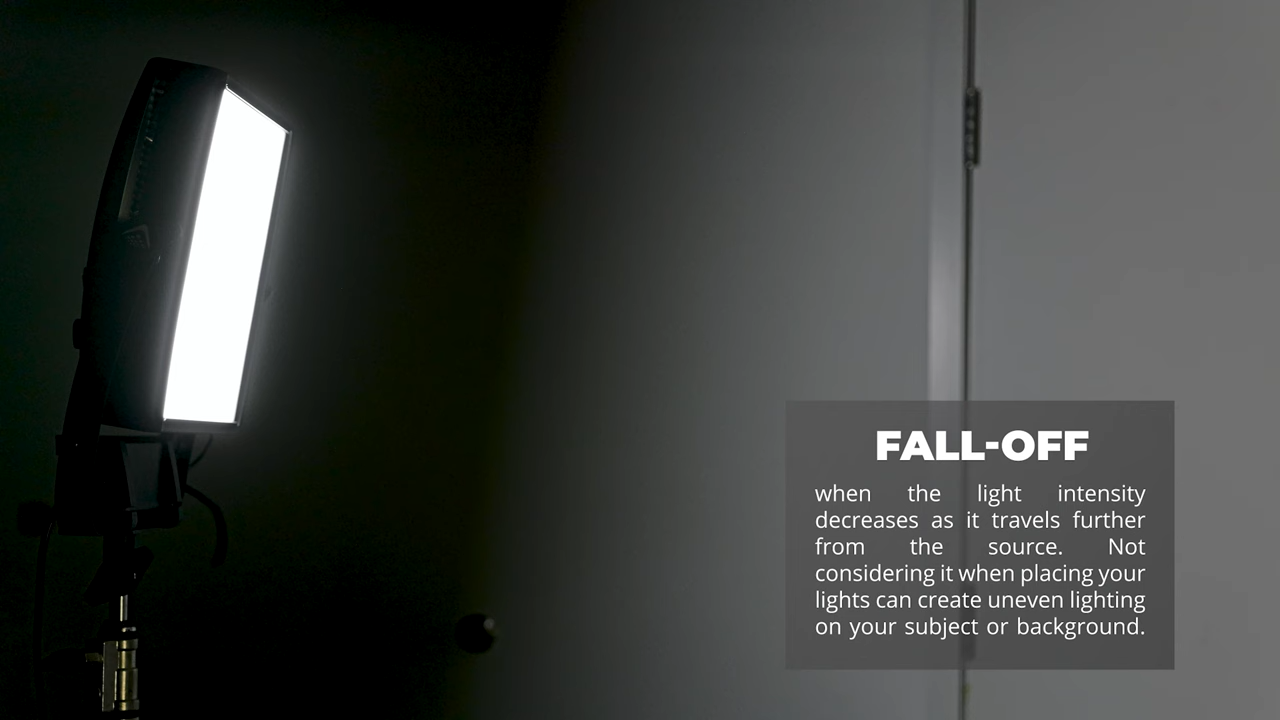 FALL-OFF
when the light intensity
decreases as it travels further
from the source. Not
considering it when placing your
lights can create uneven lighting
on your subject or background.